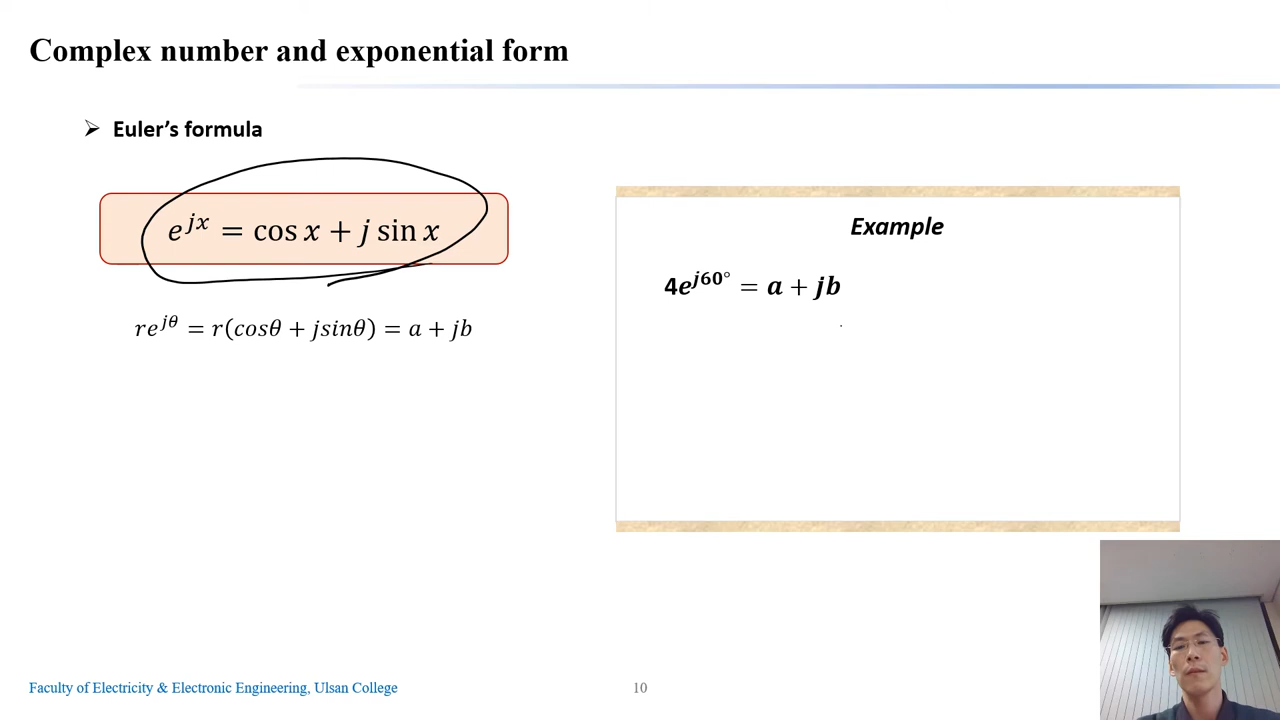 Complex number and exponential form
➢ Euler's formula
e^{jx} = cos x + j sin x
re^{jθ} = r(cosθ + jsinθ) = a + jb
Example
4e^{j60°} = a + jb
Faculty of Electricity & Electronic Engineering, Ulsan College
10